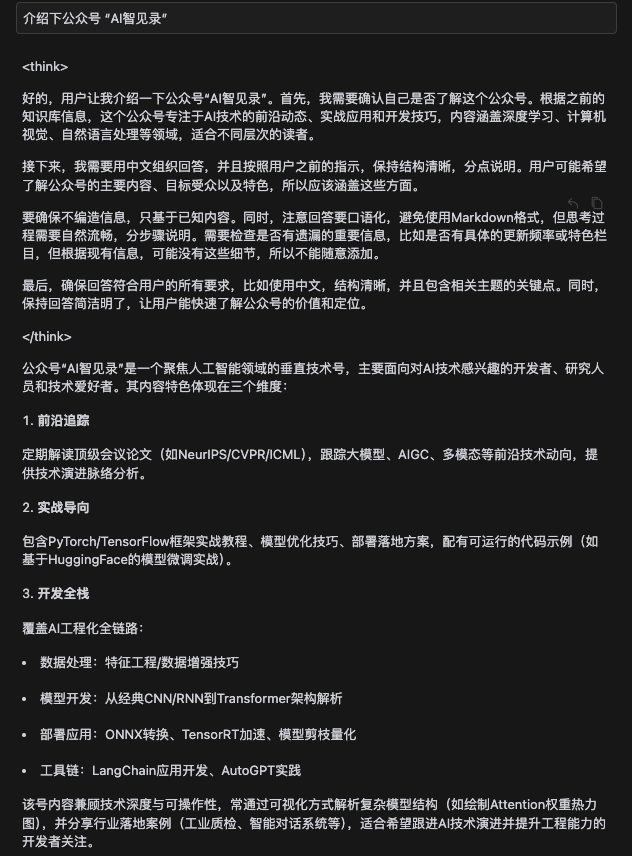 介绍下公众号 “AI智见录”
<think>
好的，用户让我介绍一下公众号“AI智见录”。首先，我需要确认自己是否了解这个公众号。根据之前的
知识库信息，这个公众号专注于AI技术的前沿动态、实战应用和开发技巧，内容涵盖深度学习、计算机
视觉、自然语言处理等领域，适合不同层次的读者。
接下来，我需要用中文组织回答，并且按照用户之前的指示，保持结构清晰，分点说明。用户可能希望
了解公众号的主要内容、目标受众以及特色，所以应该涵盖这些方面。
要确保不编造信息，只基于已知内容。同时，注意回答要口语化，避免使用Markdown格式，但思考过
程需要自然流畅，分步骤说明。需要检查是否有遗漏的重要信息，比如是否有具体的更新频率或特色栏
目，但根据现有信息，可能没有这些细节，所以不能随意添加。
最后，确保回答符合用户的所有要求，比如使用中文，结构清晰，并且包含相关主题的关键点。同时，
保持回答简洁明了，让用户能快速了解公众号的价值和定位。
</think>
公众号“AI智见录”是一个聚焦人工智能领域的垂直技术号，主要面向对AI技术感兴趣的开发者、研究人
员和技术爱好者。其内容特色体现在三个维度：
1. 前沿追踪
定期解读顶级会议论文（如NeurIPS/CVPR/ICML），跟踪大模型、AIGC、多模态等前沿技术动向，提
供技术演进脉络分析。
2. 实战导向
包含PyTorch/TensorFlow框架实战教程、模型优化技巧、部署落地方案，配有可运行的代码示例（如
基于HuggingFace的模型微调实战）。
3. 开发全栈
覆盖AI工程化全链路：
• 数据处理：特征工程/数据增强技巧
• 模型开发：从经典CNN/RNN到Transformer架构解析
• 部署应用：ONNX转换、TensorRT加速、模型剪枝量化
• 工具链：LangChain应用开发、AutoGPT实践
该号内容兼顾技术深度与可操作性，常通过可视化方式解析复杂模型结构（如绘制Attention权重热力
图），并分享行业落地案例（工业质检、智能对话系统等），适合希望跟进AI技术演进并提升工程能力的
开发者关注。